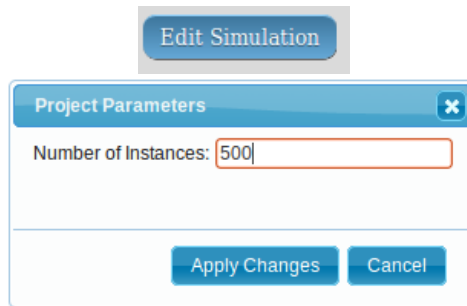 Edit Simulation
Project Parameters
Number of Instances: 500
Apply Changes Cancel